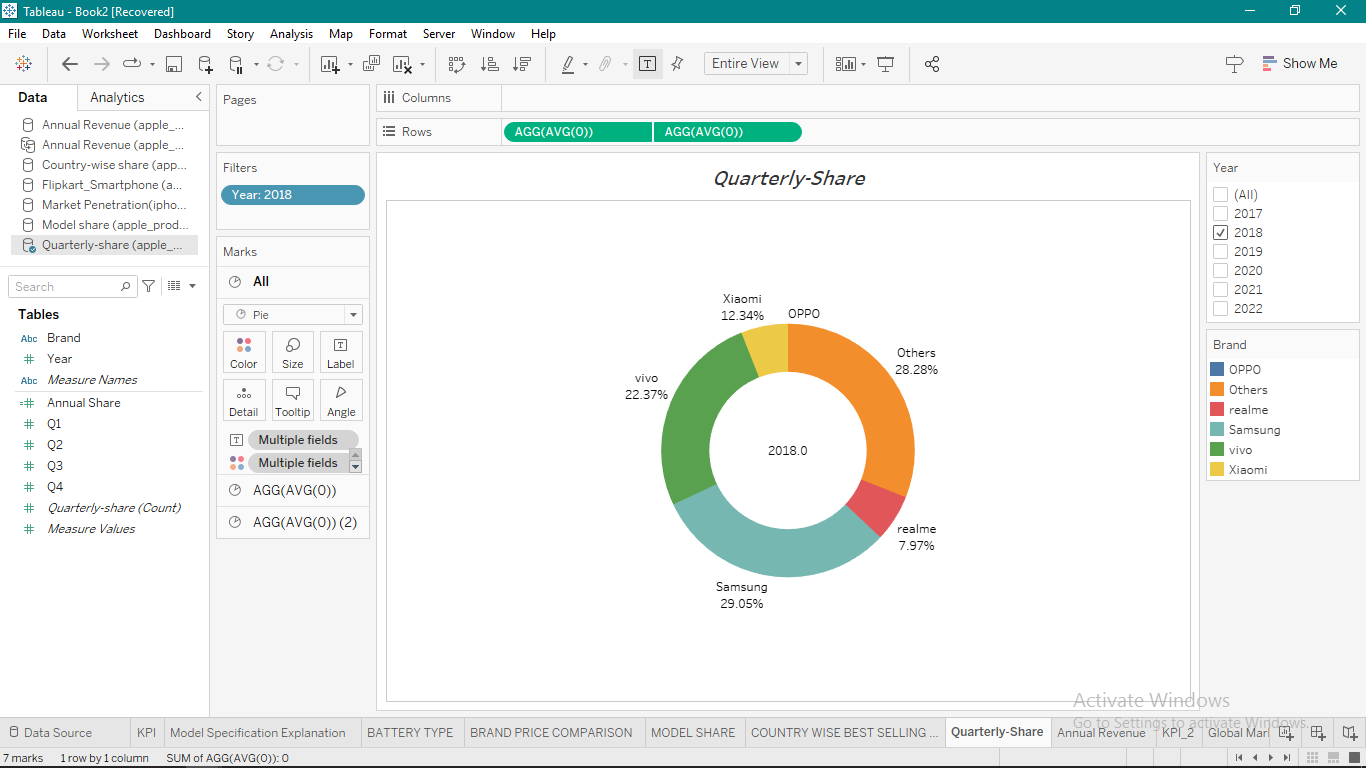 Tableau - Book2 [Recovered]
File Data Worksheet Dashboard Story Analysis Map Format Server Window Help
Entire View
Show Me
Data Analytics
Annual Revenue (apple_...
Annual Revenue (apple_...
Country-wise share (app...
Flipkart_Smartphone (a...
Market Penetration(ipho...
Model share (apple_prod...
Quarterly-share (apple_...
Search
Tables
Abc Brand
Year
Abc Measure Names
Annual Share
Q1
Q2
Q3
Q4
Quarterly-share (Count)
Measure Values
Pages
Filters
Year: 2018
Marks
All
Pie
Color Size Label
Detail Tooltip Angle
Multiple fields
Multiple fields
AGG(AVG(0))
AGG(AVG(0)) (2)
Columns
Rows AGG(AVG(0)) AGG(AVG(0))
Quarterly-Share
Xiaomi
12.34%
OPPO
Others
28.28%
vivo
22.37%
2018.0
realme
7.97%
Samsung
29.05%
Year
(All)
2017
2018
2019
2020
2021
2022
Brand
OPPO
Others
realme
Samsung
vivo
Xiaomi
Activate Windows
Go to Settings to activate Windows.
Data Source KPI Model Specification Explanation BATTERY TYPE BRAND PRICE COMPARISON MODEL SHARE COUNTRY WISE BEST SELLING ... Quarterly-Share Annual Revenue KPI_2 Global Mar
7 marks 1 row by 1 column SUM of AGG(AVG(0)): 0